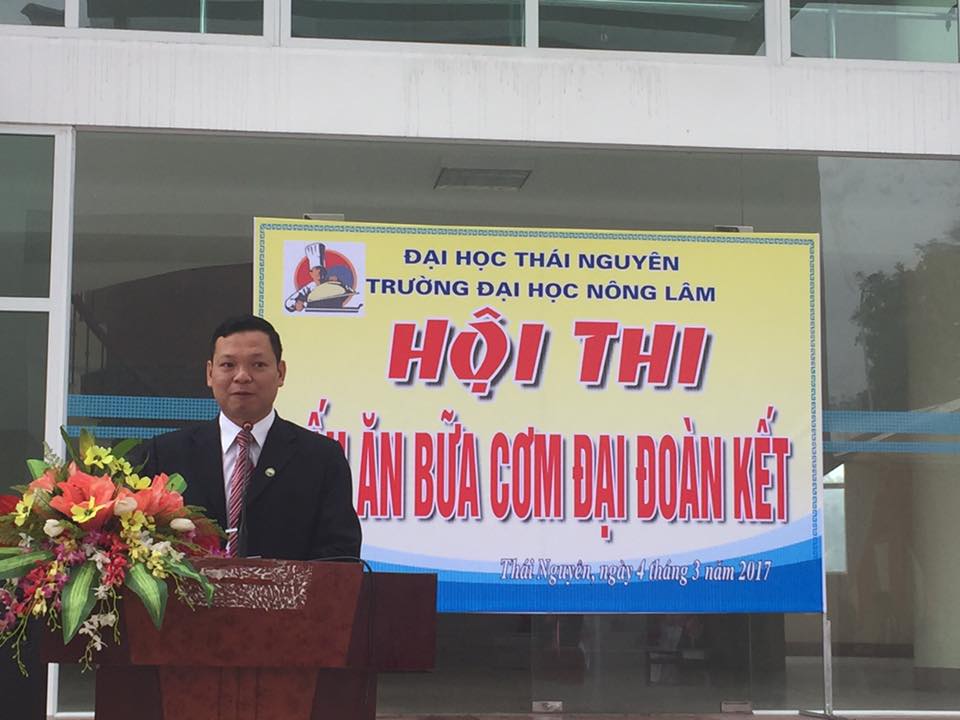 ĐẠI HỌC THÁI NGUYÊN
TRƯỜNG ĐẠI HỌC NÔNG LÂM
HỘI THI
ĂN BỮA CƠM ĐẠI ĐOÀN KẾT
Thái Nguyên, ngày 4 tháng 3 năm 2017